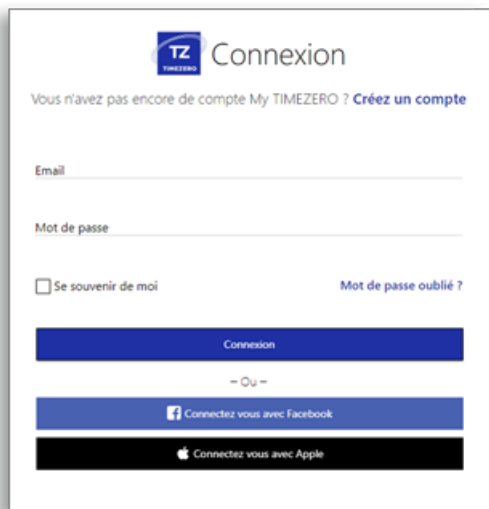 TZ
TIMEZERO
Connexion
Vous n'avez pas encore de compte My TIMEZERO ? Créez un compte
Email
Mot de passe
Se souvenir de moi
Mot de passe oublié ?
Connexion
– Ou –
Connectez vous avec Facebook
Connectez vous avec Apple